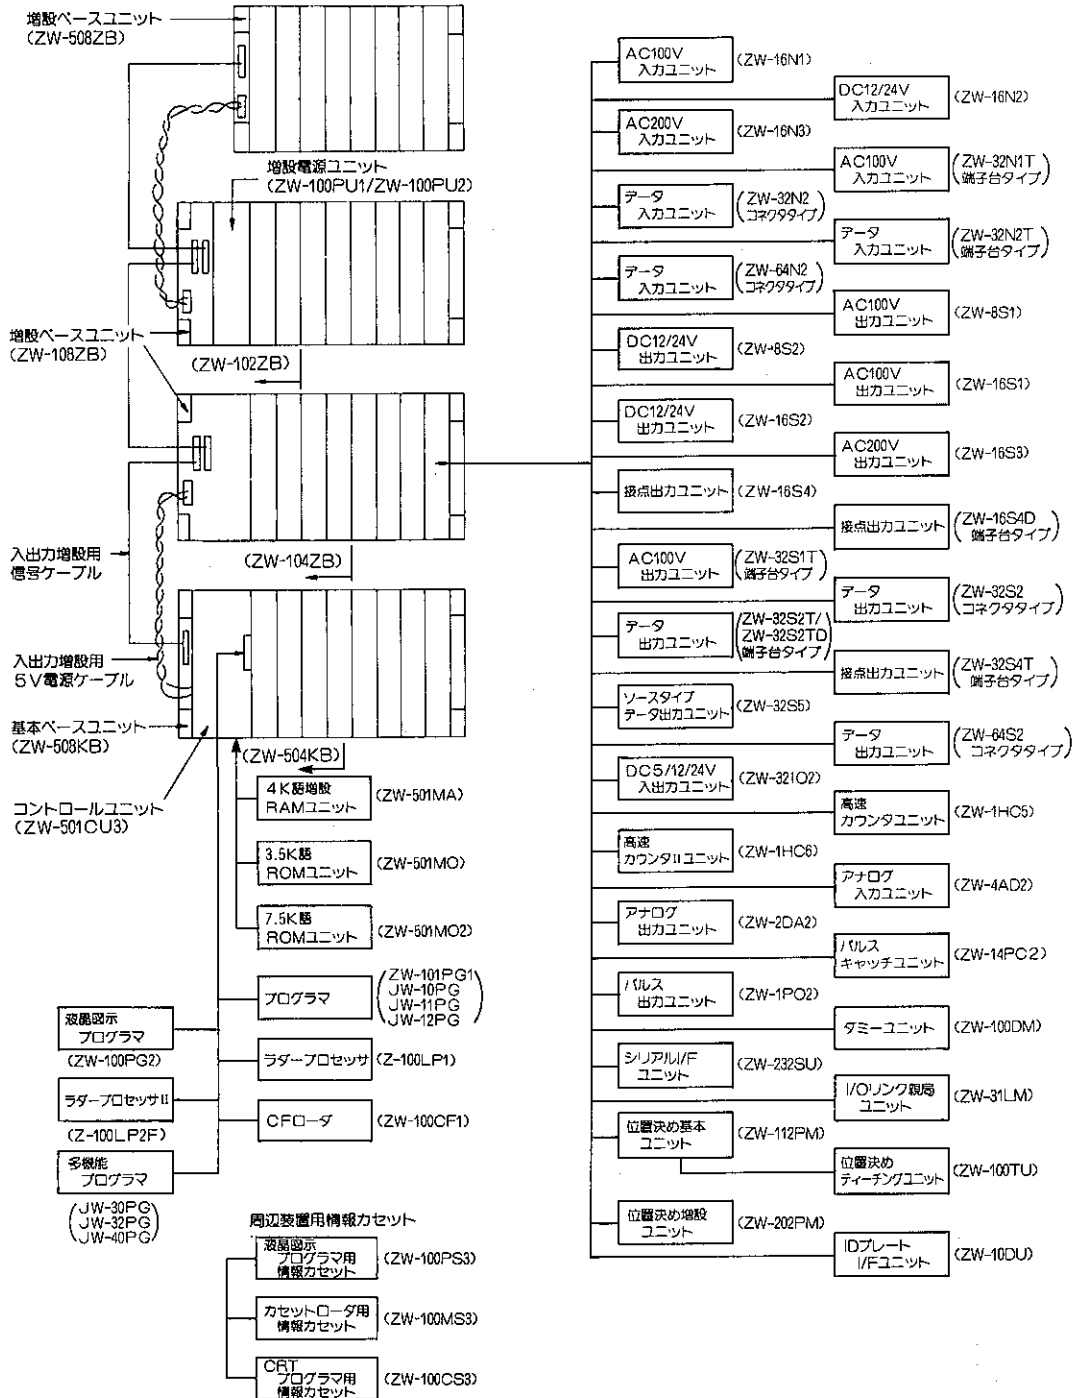 増設ベースユニット
(ZW-508ZB)
増設電源ユニット
(ZW-100PU1/ZW-100PU2)
増設ベースユニット
(ZW-108ZB)
(ZW-102ZB)
入出力増設用
信号ケーブル
(ZW-104ZB)
入出力増設用
5V電源ケーブル
基本ベースユニット
(ZW-508KB)
(ZW-504KB)
コントロールユニット
(ZW-501CU3)
4K語増設
RAMユニット
(ZW-501MA)
3.5K語
ROMユニット
(ZW-501MO)
7.5K語
ROMユニット
(ZW-501MO2)
プログラマ
(ZW-101PG1
JW-10PG
JW-11PG
JW-12PG)
液晶図示
プログラマ
(ZW-100PG2)
ラダープロセッサ
(Z-100LP1)
ラダープロセッサII
(Z-100LP2F)
CFローダ
(ZW-100CF1)
多機能
プログラマ
(JW-30PG
JW-32PG
JW-40PG)
周辺装置用情報カセット
液晶図示
プログラマ用
情報カセット
(ZW-100PS3)
カセットローダ用
情報カセット
(ZW-100MS3)
CRT
プログラマ用
情報カセット
(ZW-100CS3)
AC100V
入力ユニット
(ZW-16N1)
DC12/24V
入力ユニット
(ZW-16N2)
AC200V
入力ユニット
(ZW-16N3)
AC100V
入力ユニット
(ZW-32N1T
端子台タイプ)
データ
入力ユニット
(ZW-32N2
コネクタタイプ)
データ
入力ユニット
(ZW-32N2T
端子台タイプ)
データ
入力ユニット
(ZW-64N2
コネクタタイプ)
AC100V
出力ユニット
(ZW-8S1)
DC12/24V
出力ユニット
(ZW-8S2)
AC100V
出力ユニット
(ZW-16S1)
DC12/24V
出力ユニット
(ZW-16S2)
AC200V
出力ユニット
(ZW-16S3)
接点出力ユニット
(ZW-16S4)
接点出力ユニット
(ZW-16S4D
端子台タイプ)
AC100V
出力ユニット
(ZW-32S1T
端子台タイプ)
データ
出力ユニット
(ZW-32S2
コネクタタイプ)
データ
出力ユニット
(ZW-32S2T/
ZW-32S2TD
端子台タイプ)
接点出力ユニット
(ZW-32S4T
端子台タイプ)
ソースタイプ
データ出力ユニット
(ZW-32S5)
データ
出力ユニット
(ZW-64S2
コネクタタイプ)
DC5/12/24V
入出力ユニット
(ZW-32IO2)
高速
カウンタユニット
(ZW-1HC5)
高速
カウンタIIユニット
(ZW-1HC6)
アナログ
入力ユニット
(ZW-4AD2)
アナログ
出力ユニット
(ZW-2DA2)
パルス
キャッチユニット
(ZW-14PC2)
パルス
出力ユニット
(ZW-1PO2)
ダミーユニット
(ZW-100DM)
シリアルI/F
ユニット
(ZW-232SU)
I/Oリンク親局
ユニット
(ZW-31LM)
位置決め基本
ユニット
(ZW-112PM)
位置決め
ティーチングユニット
(ZW-100TU)
位置決め増設
ユニット
(ZW-202PM)
IDプレート
I/Fユニット
(ZW-10DU)